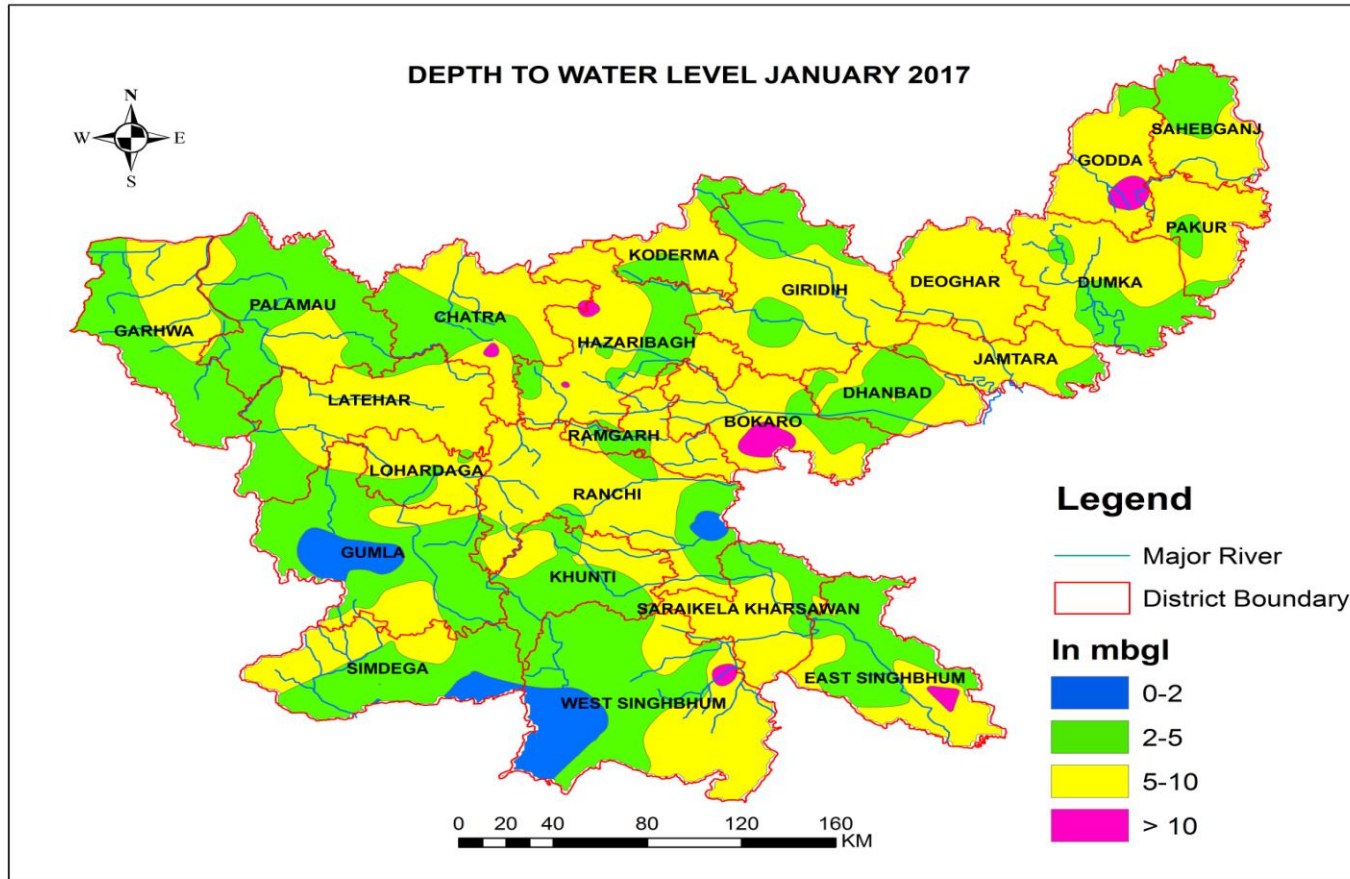 DEPTH TO WATER LEVEL JANUARY 2017
N
W E
S
SAHEBGANJ
GODDA
PAKUR
KODERMA
DEOGHAR
DUMKA
GIRIDIH
PALAMAU
CHATRA
GARHWA
HAZARIBAGH
JAMTARA
DHANBAD
LATEHAR
BOKARO
RAMGARH
LOHARDAGA
RANCHI
GUMLA
KHUNTI
SARAIKELA KHARSAWAN
SIMDEGA
EAST SINGHBHUM
WEST SINGHBHUM
Legend
Major River
District Boundary
In mbgl
0-2
2-5
5-10
> 10
0 20 40 80 120 160
KM